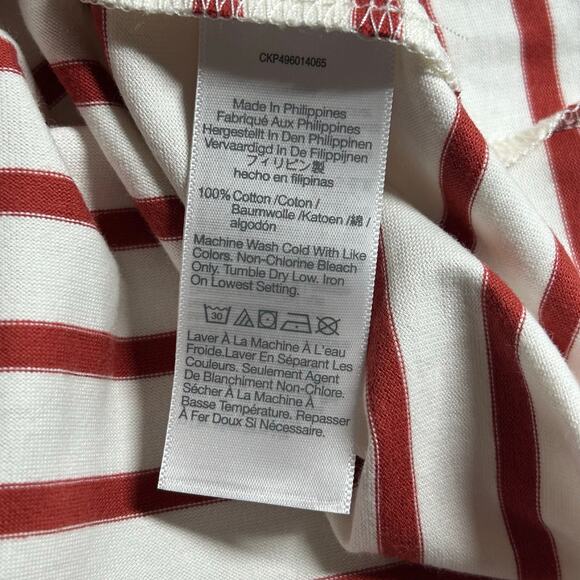 CKP496014065
Made In Philippines
Fabriqué Aux Philippines
Hergestellt In Den Philippinen
Vervaardigd In De Filippijnen
フィリピン製
hecho en filipinas
100% Cotton /Coton /
Baumwolle /Katoen /綿 /
algodón
Machine Wash Cold With Like
Colors. Non-Chlorine Bleach
Only. Tumble Dry Low. Iron
On Lowest Setting.
30
Laver À La Machine À L'eau
Froide.Laver En Séparant Les
Couleurs. Seulement Agent
De Blanchiment Non-Chlore.
Sécher À La Machine À
Basse Température. Repasser
À Fer Doux Si Nécessaire.